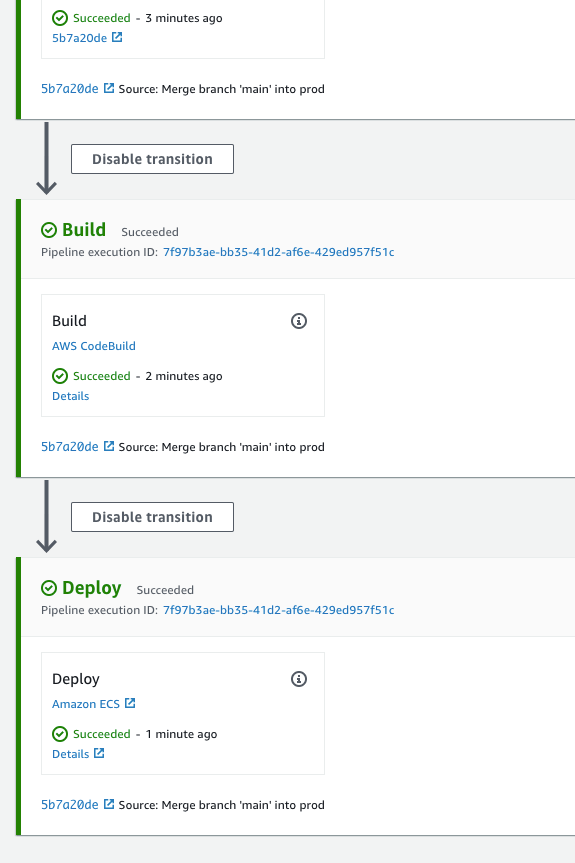 Succeeded - 3 minutes ago
5b7a20de
5b7a20de Source: Merge branch 'main' into prod
Disable transition
Build Succeeded
Pipeline execution ID: 7f97b3ae-bb35-41d2-af6e-429ed957f51c
Build
AWS CodeBuild
Succeeded - 2 minutes ago
Details
5b7a20de Source: Merge branch 'main' into prod
Disable transition
Deploy Succeeded
Pipeline execution ID: 7f97b3ae-bb35-41d2-af6e-429ed957f51c
Deploy
Amazon ECS
Succeeded - 1 minute ago
Details
5b7a20de Source: Merge branch 'main' into prod